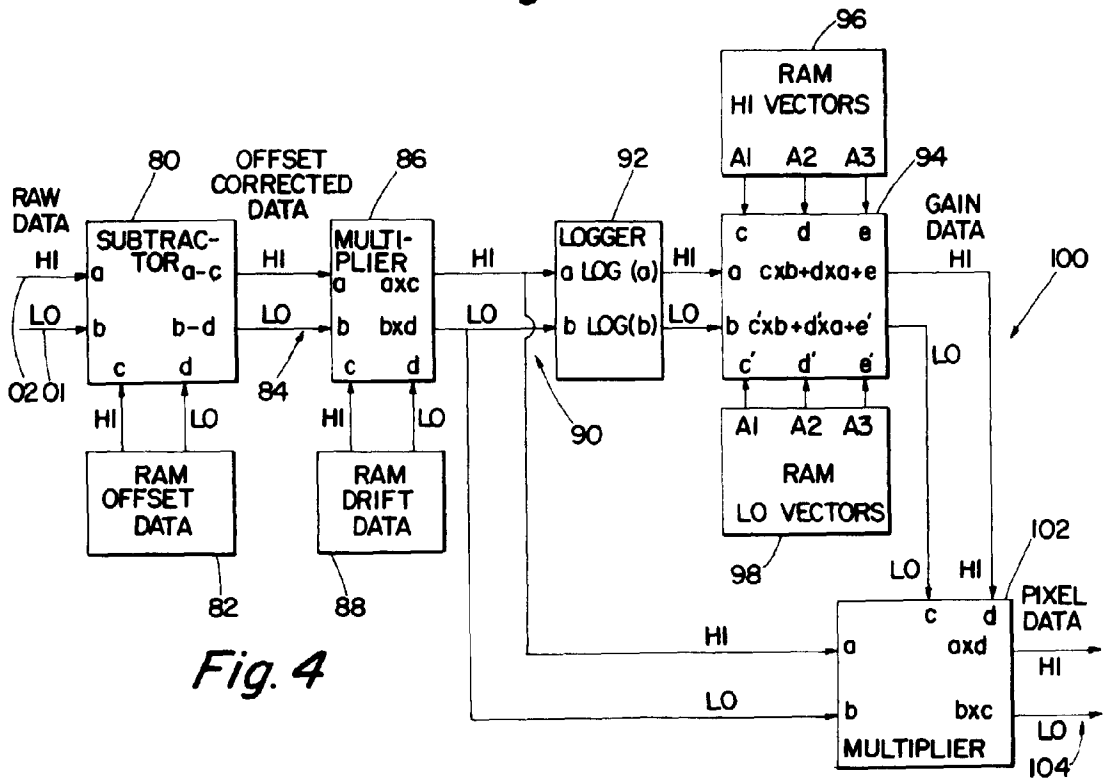 96
RAM
HI VECTORS
A1 A2 A3
94
80
OFFSET
CORRECTED
DATA
86
92
RAW
DATA
GAIN
DATA
HI
LO
02 01
SUBTRAC-
TOR a-c
a
b b-d
c d
HI
LO
84
MULTI-
PLIER
a axc
b bxd
c d
HI
LO
90
LOGGER
a LOG (a)
b LOG(b)
HI
LO
c d e
a cxb+dxa+e
b c'xb+d'xa+e'
c' d' e'
HI
LO
100
HI LO
RAM
OFFSET
DATA
82
HI LO
RAM
DRIFT
DATA
88
A1 A2 A3
RAM
LO VECTORS
98
LO HI
102
PIXEL
DATA
c d
HI
a axd
HI
LO
b bxc
LO
MULTIPLIER
104
Fig. 4